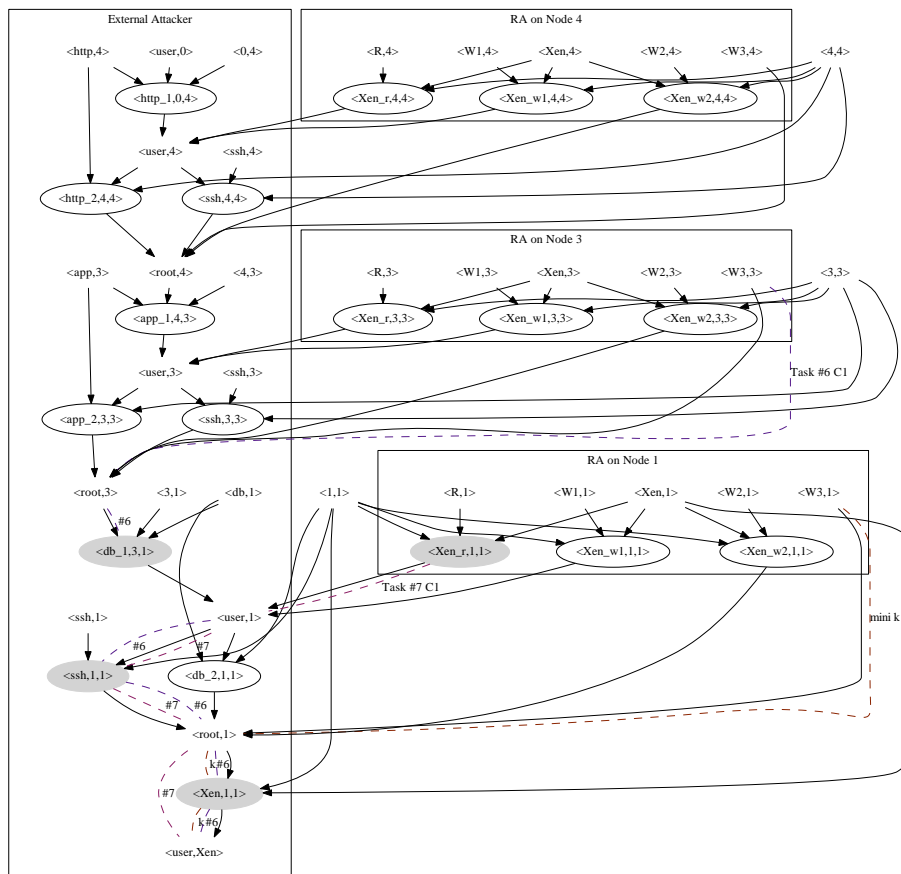 External Attacker
RA on Node 4
<http,4> <user,0> <0,4> <R,4> <W1,4> <Xen,4> <W2,4> <W3,4> <4,4>
<http_1,0,4> <Xen_r,4,4> <Xen_w1,4,4> <Xen_w2,4,4>
<user,4> <ssh,4>
<http_2,4,4> <ssh,4,4>
RA on Node 3
<app,3> <root,4> <4,3> <R,3> <W1,3> <Xen,3> <W2,3> <W3,3> <3,3>
<app_1,4,3> <Xen_r,3,3> <Xen_w1,3,3> <Xen_w2,3,3>
<user,3> <ssh,3> Task #6 C1
<app_2,3,3> <ssh,3,3>
RA on Node 1
<root,3> <3,1> <db,1> <1,1> <R,1> <W1,1> <Xen,1> <W2,1> <W3,1>
#6
<db_1,3,1> <Xen_r,1,1> <Xen_w1,1,1> <Xen_w2,1,1>
Task #7 C1
<ssh,1> <user,1> mini k
#6 #7
<ssh,1,1> <db_2,1,1>
#7 #6
<root,1>
k#6
#7 <Xen,1,1>
k#6
<user,Xen>